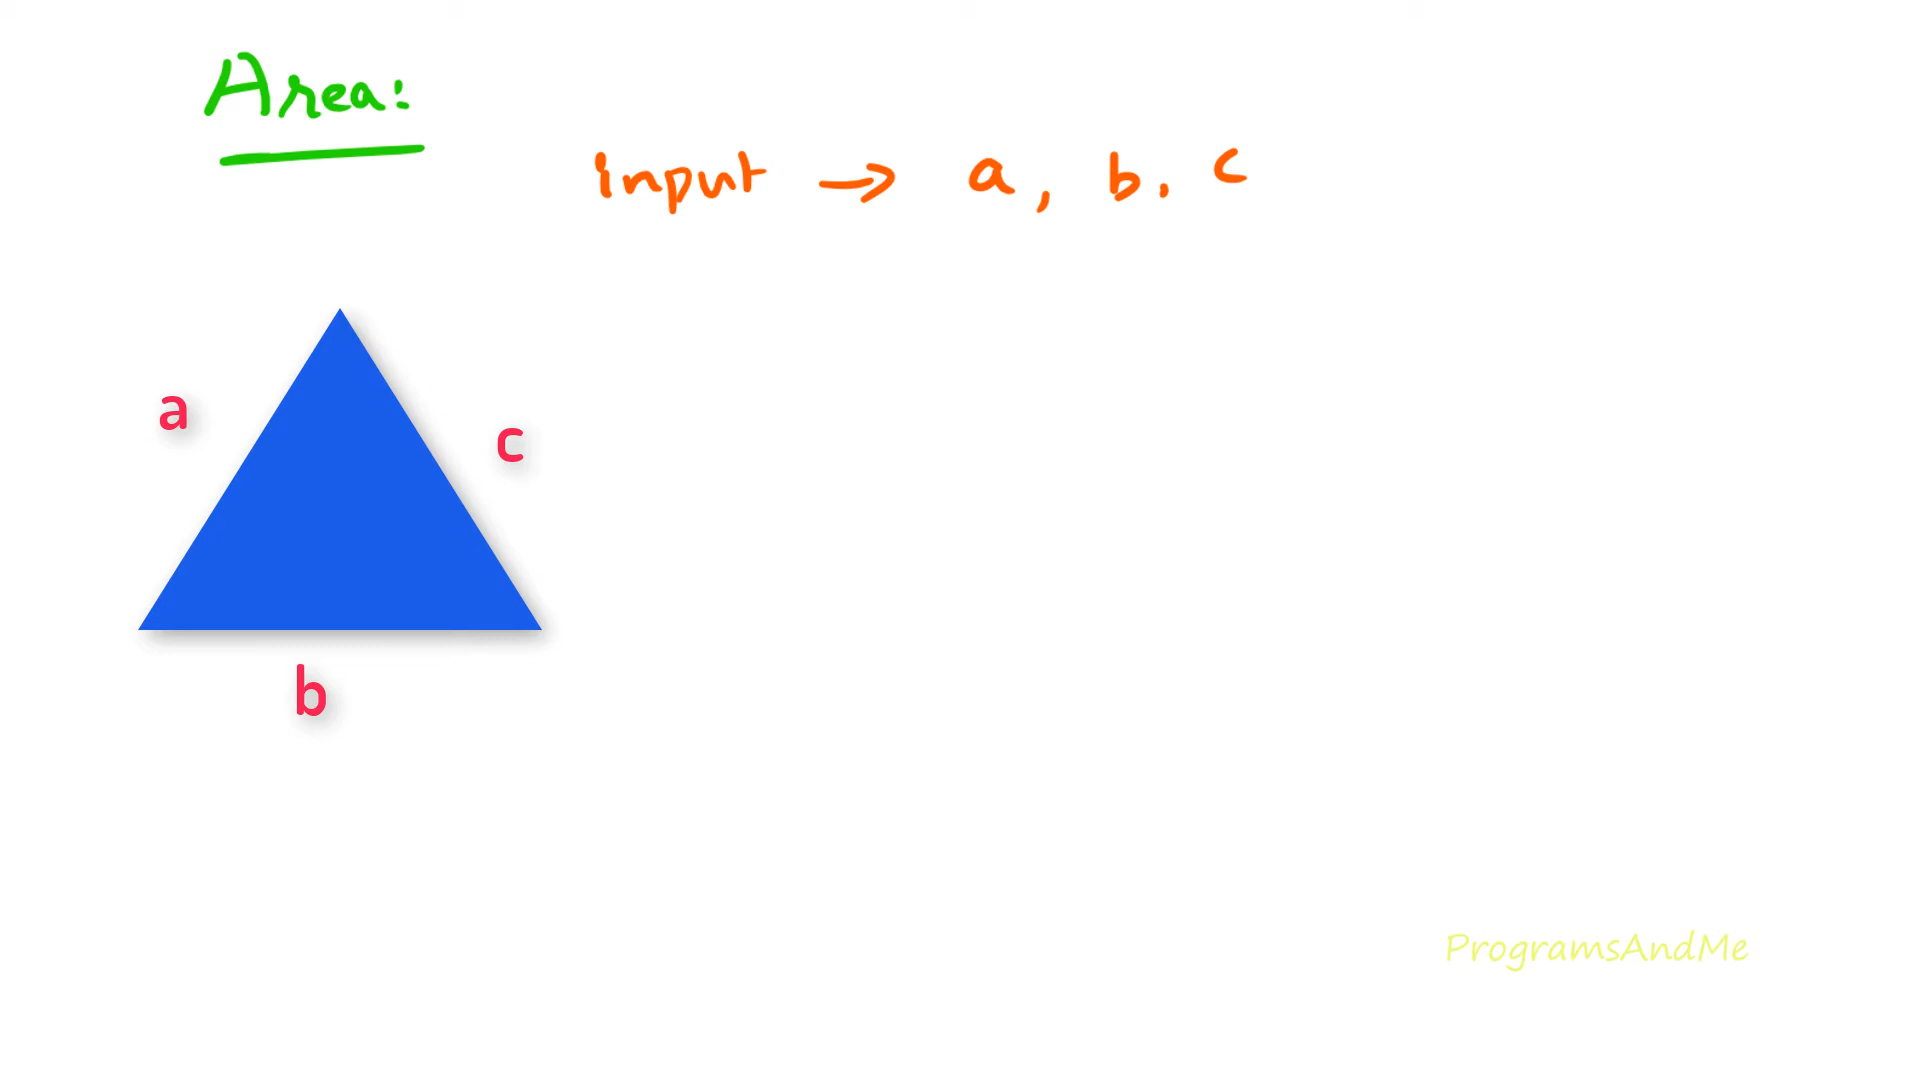 Area:
input → a, b, c
a
c
b
ProgramsAndMe